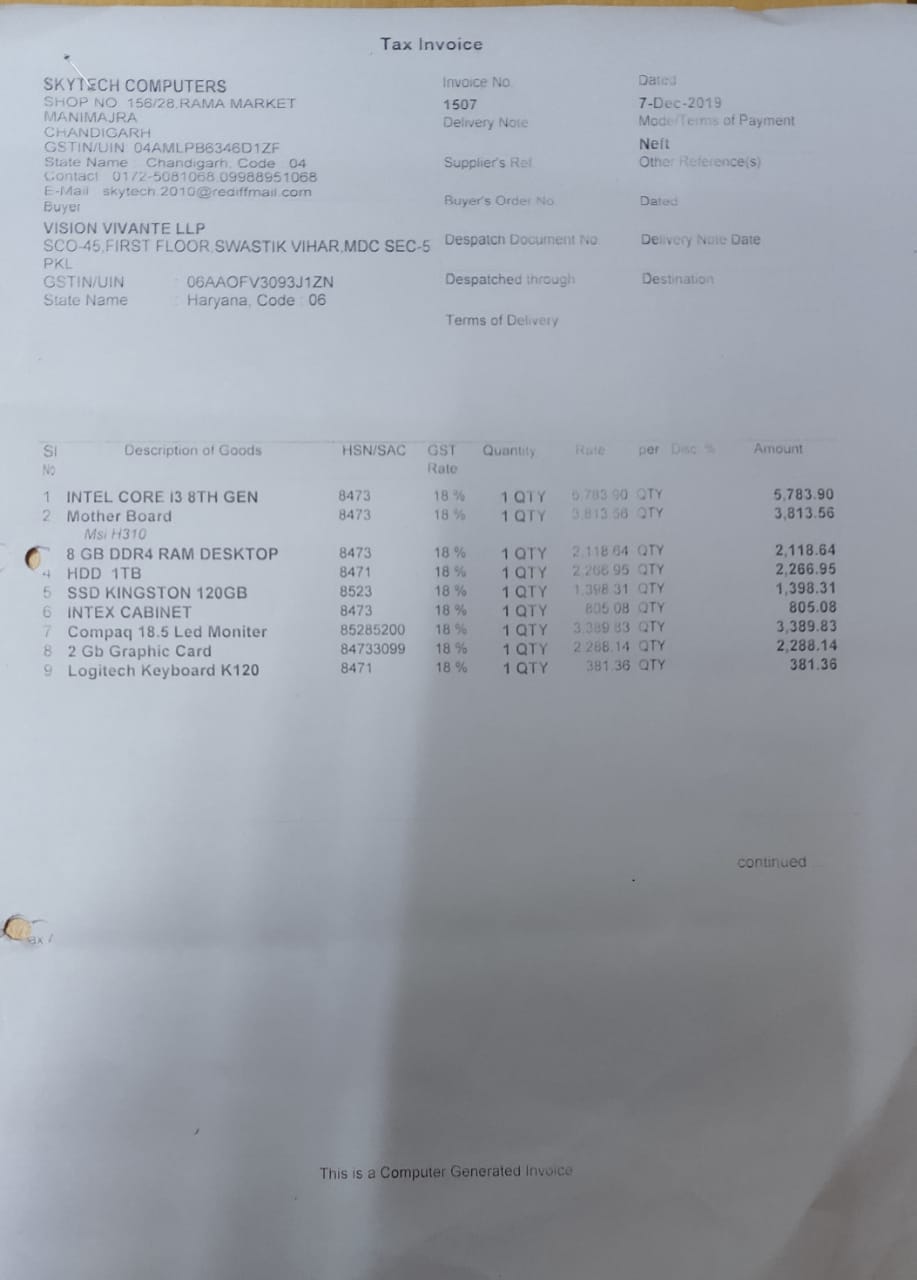 Tax Invoice
SKYTECH COMPUTERS
SHOP NO 156/28,RAMA MARKET
MANIMAJRA
CHANDIGARH
GSTIN/UIN 04AMLPB6346D1ZF
State Name Chandigarh, Code 04
Contact 0172-5081068,09988951068
E-Mail skytech.2010@rediffmail.com
Buyer
VISION VIVANTE LLP
SCO-45,FIRST FLOOR,SWASTIK VIHAR,MDC SEC-5
PKL
GSTIN/UIN : 06AAOFV3093J1ZN
State Name : Haryana, Code : 06
Invoice No. Dated
1507 7-Dec-2019
Delivery Note Mode/Terms of Payment
Neft
Supplier's Ref. Other Reference(s)
Buyer's Order No. Dated
Despatch Document No. Delivery Note Date
Despatched through Destination
Terms of Delivery
Sl No Description of Goods HSN/SAC GST Rate Quantity Rate per Disc. % Amount
1 INTEL CORE I3 8TH GEN 8473 18 % 1 QTY 5,783.90 QTY 5,783.90
2 Mother Board 8473 18 % 1 QTY 3,813.56 QTY 3,813.56
Msi H310
8 GB DDR4 RAM DESKTOP 8473 18 % 1 QTY 2,118.64 QTY 2,118.64
4 HDD 1TB 8471 18 % 1 QTY 2,266.95 QTY 2,266.95
5 SSD KINGSTON 120GB 8523 18 % 1 QTY 1,398.31 QTY 1,398.31
6 INTEX CABINET 8473 18 % 1 QTY 805.08 QTY 805.08
7 Compaq 18.5 Led Moniter 85285200 18 % 1 QTY 3,389.83 QTY 3,389.83
8 2 Gb Graphic Card 84733099 18 % 1 QTY 2,288.14 QTY 2,288.14
9 Logitech Keyboard K120 8471 18 % 1 QTY 381.36 QTY 381.36
continued
This is a Computer Generated Invoice